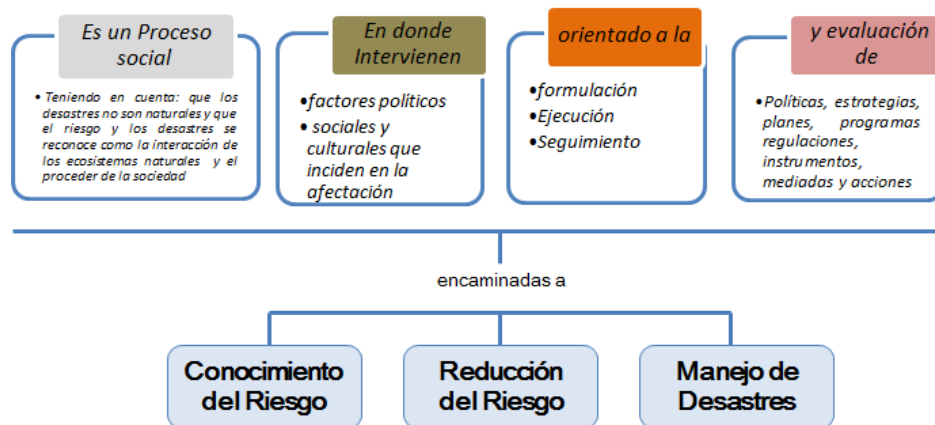 Es un Proceso
social
• Teniendo en cuenta: que los
desastres no son naturales y que
el riesgo y los desastres se
reconoce como la interacción de
los ecosistemas naturales y el
proceder de la sociedad
En donde
Intervienen
•factores políticos
• sociales y
culturales que
inciden en la
afectación
orientado a la
•formulación
•Ejecución
•Seguimiento
y evaluación
de
•Políticas, estrategias,
planes, programas
regulaciones,
instrumentos,
mediadas y acciones
encaminadas a
Conocimiento
del Riesgo
Reducción
del Riesgo
Manejo de
Desastres